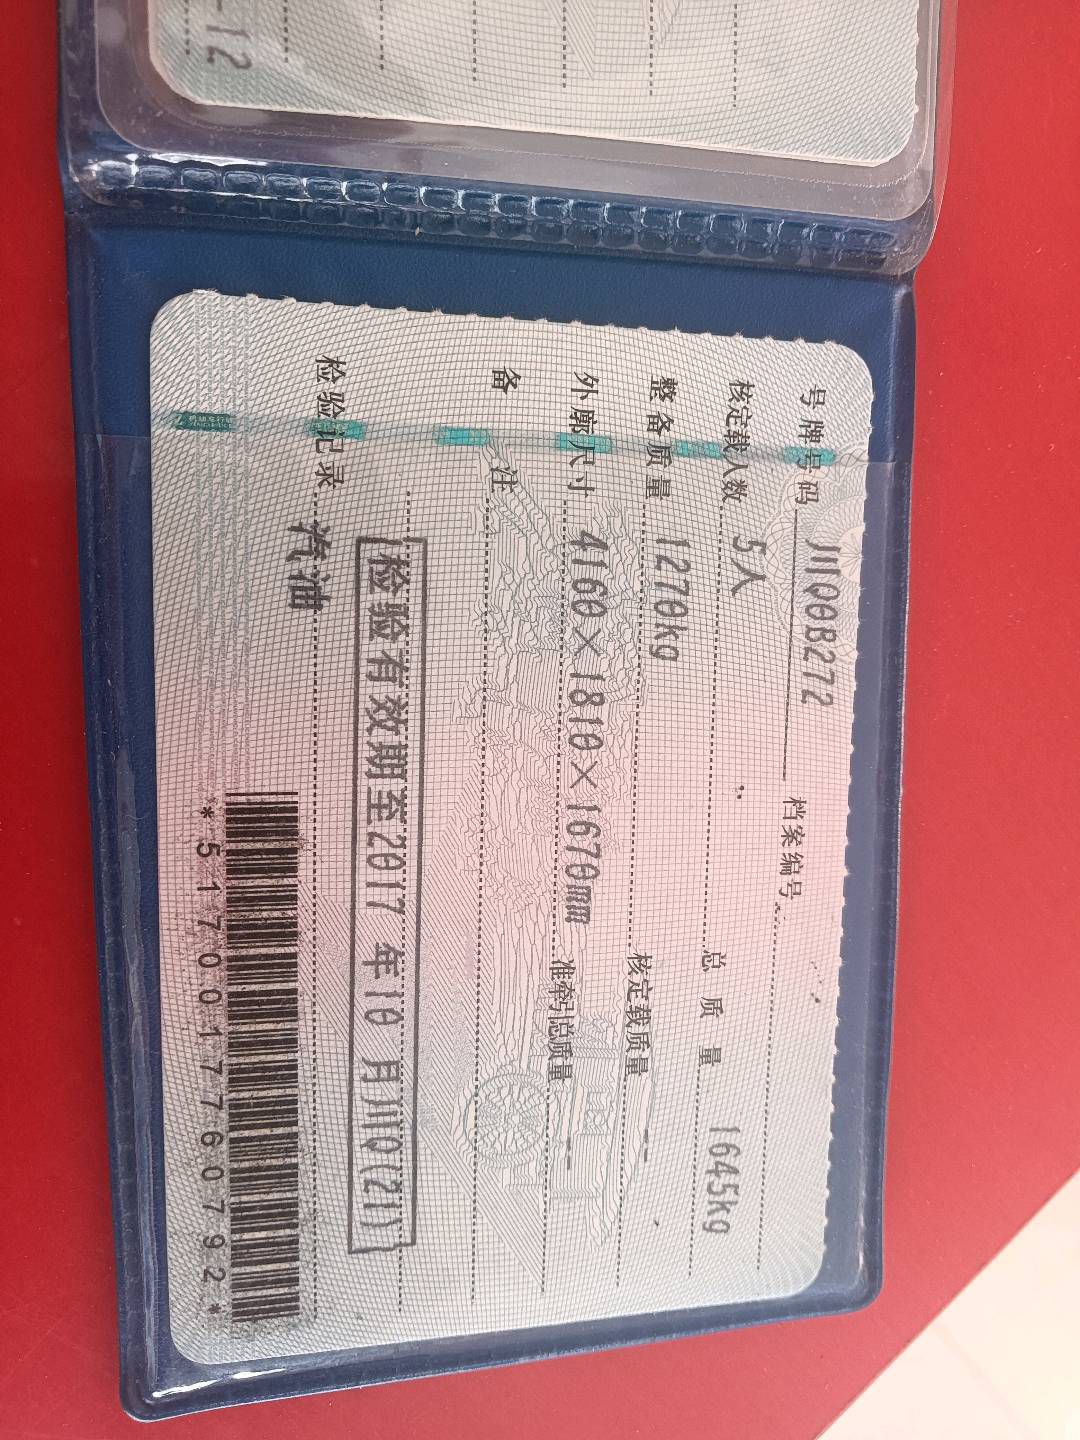 -12
号牌号码 川Q0B272 档案编号
核定载人数 5人 总质量 1645kg
整备质量 1270kg 核定载质量 --
外廓尺寸 4160×1810×1670mm 准牵引总质量 --
备注
检验有效期至2017年10月川Q(21)
检验记录
汽油
*5170017760792*